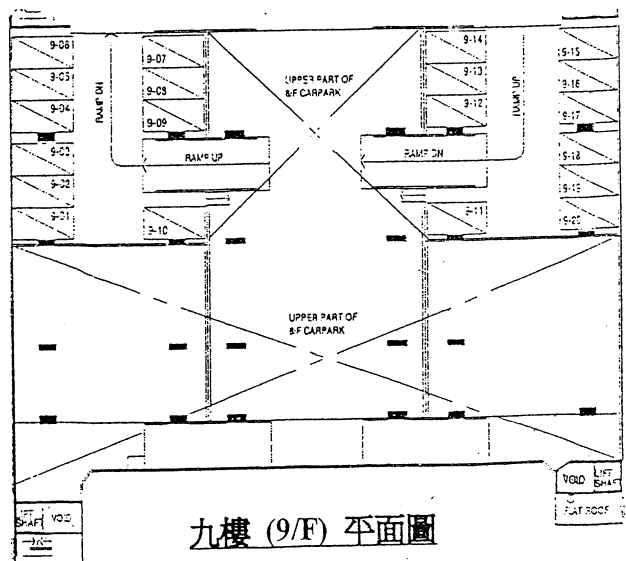 9-06
9-05
9-04
9-03
9-02
9-01
RAMP DN
9-07
9-08
9-09
RAMP UP
9-10
UPPER PART OF
8/F CARPARK
9-14
9-13
9-12
RAMP DN
9-11
RAMP UP
9-15
9-16
9-17
9-18
9-19
9-20
UPPER PART OF
8/F CARPARK
LIFT
SHAFT
VOID
VOID
LIFT
SHAFT
FLAT ROOF
九樓 (9/F) 平面圖